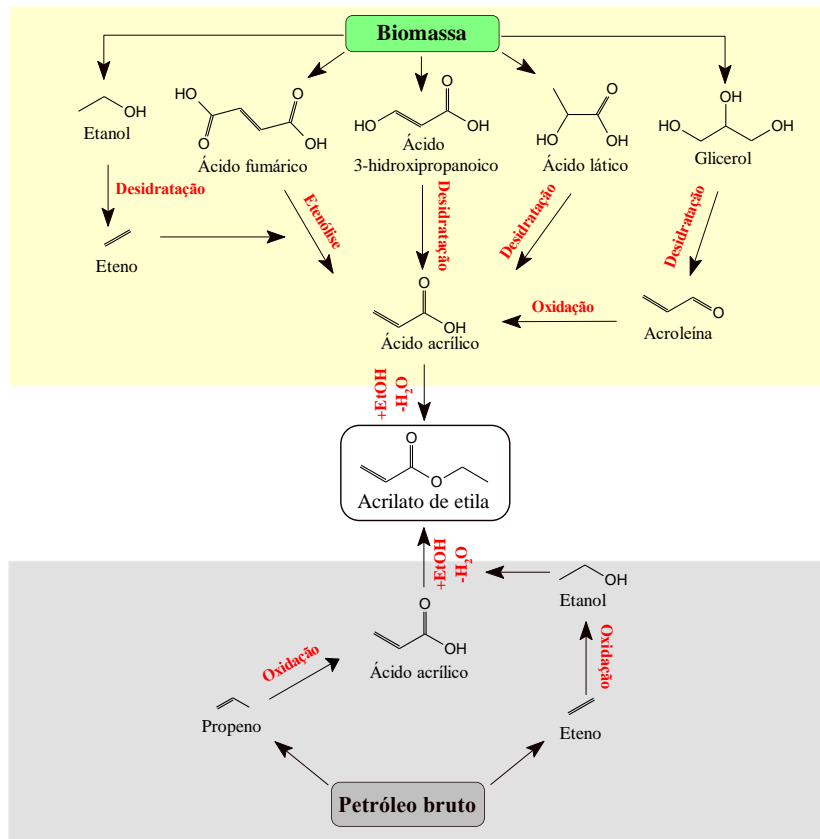 Biomassa
OH
Etanol
HO
O
O
OH
Ácido fumárico
O
HO
OH
Ácido
3-hidroxipropanoico
O
HO
OH
Ácido lático
OH
HO
OH
Glicerol
Desidratação
Etenólise
Desidratação
Desidratação
Desidratação
Eteno
O
OH
Ácido acrílico
Oxidação
O
Acroleína
+EtOH
-H₂O
O
O
Acrilato de etila
+EtOH
-H₂O
OH
Etanol
O
OH
Ácido acrílico
Oxidação
Oxidação
Propeno
Eteno
Petróleo bruto